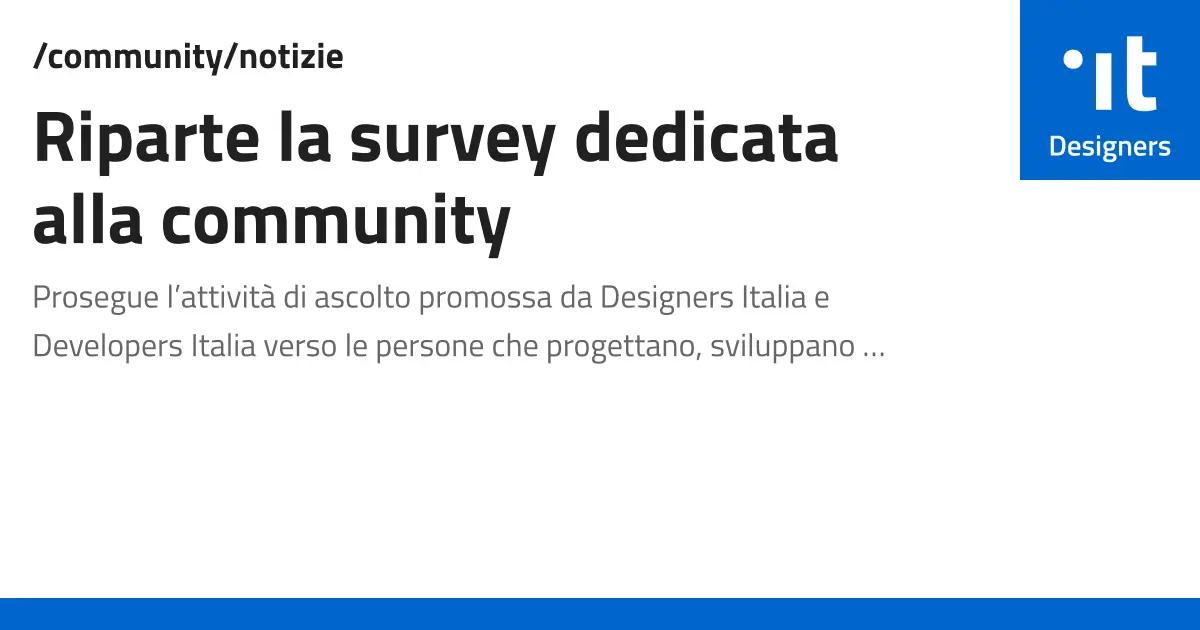 /community/notizie
Riparte la survey dedicata
alla community
Prosegue l’attività di ascolto promossa da Designers Italia e
Developers Italia verso le persone che progettano, sviluppano ...
it
Designers